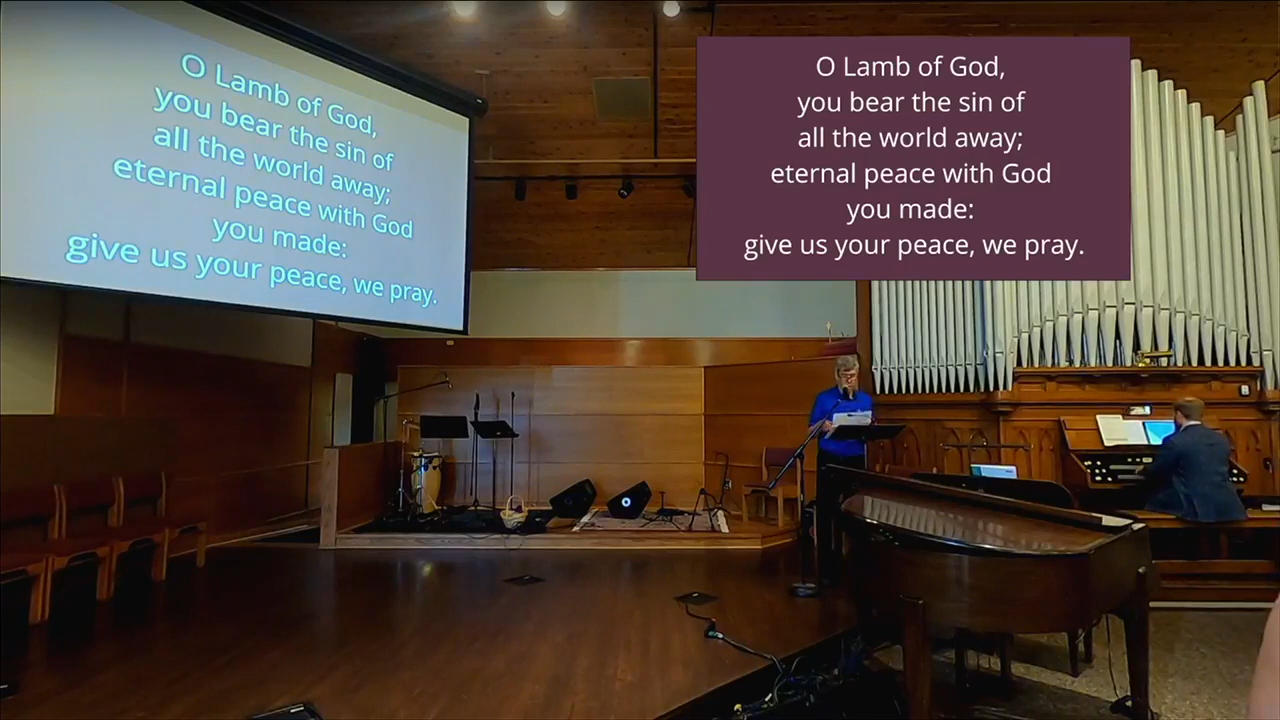 O Lamb of God,
you bear the sin of
all the world away;
eternal peace with God
you made:
give us your peace, we pray.
O Lamb of God,
you bear the sin of
all the world away;
eternal peace with God
you made:
give us your peace, we pray.